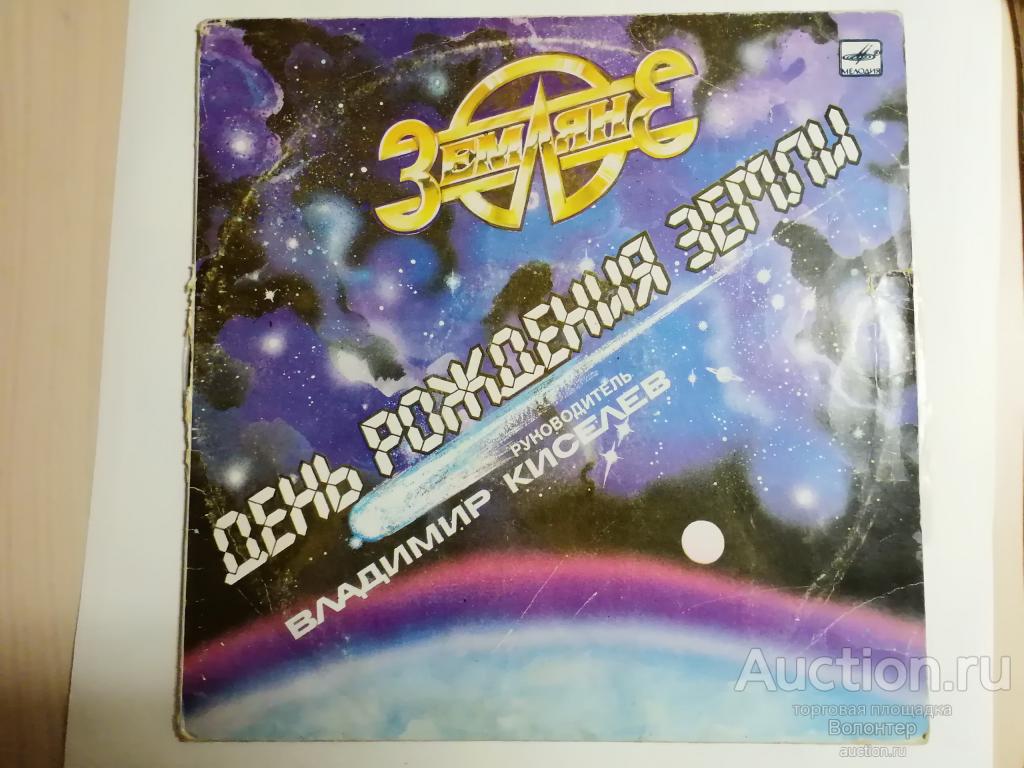 МЕЛОДИЯ
Земляне
ДЕНЬ РОЖДЕНИЯ ЗЕМЛИ
РУКОВОДИТЕЛЬ
ВЛАДИМИР КИСЕЛЕВ
Auction.ru
торговая площадка
Волонтер
auction.ru